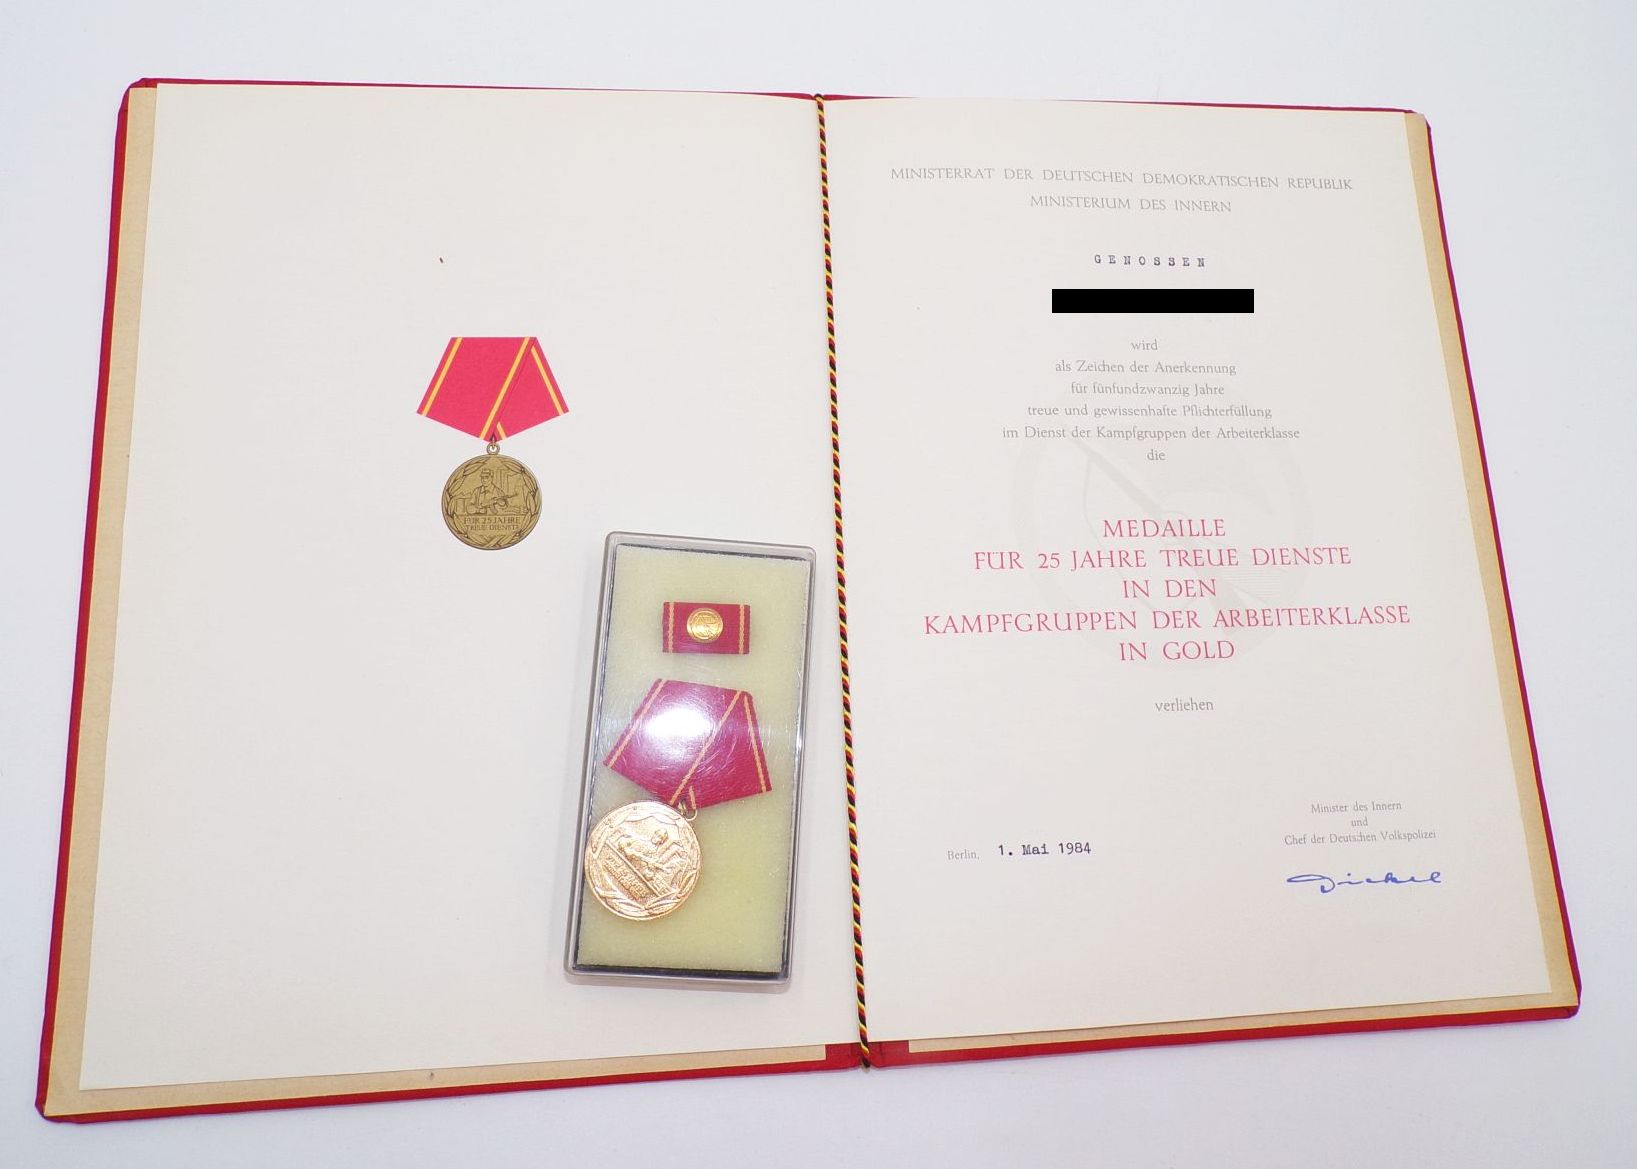 FÜR 25 JAHRE
TREUE DIENSTE
MINISTERRAT DER DEUTSCHEN DEMOKRATISCHEN REPUBLIK
MINISTERIUM DES INNERN
GENOSSEN
wird
als Zeichen der Anerkennung
für fünfundzwanzig Jahre
treue und gewissenhafte Pflichterfüllung
im Dienst der Kampfgruppen der Arbeiterklasse
die
MEDAILLE
FÜR 25 JAHRE TREUE DIENSTE
IN DEN
KAMPFGRUPPEN DER ARBEITERKLASSE
IN GOLD
verliehen
Minister des Innern
und
Chef der Deutschen Volkspolizei
Berlin, 1. Mai 1984
Dickel